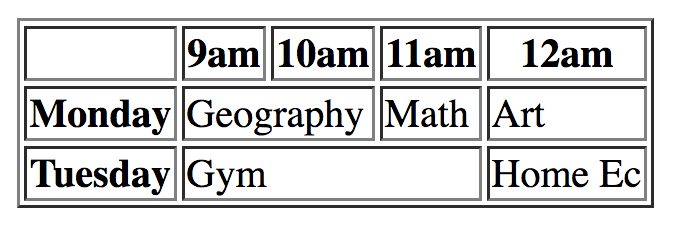 9am 10am 11am 12am
Monday Geography Math Art
Tuesday Gym Home Ec